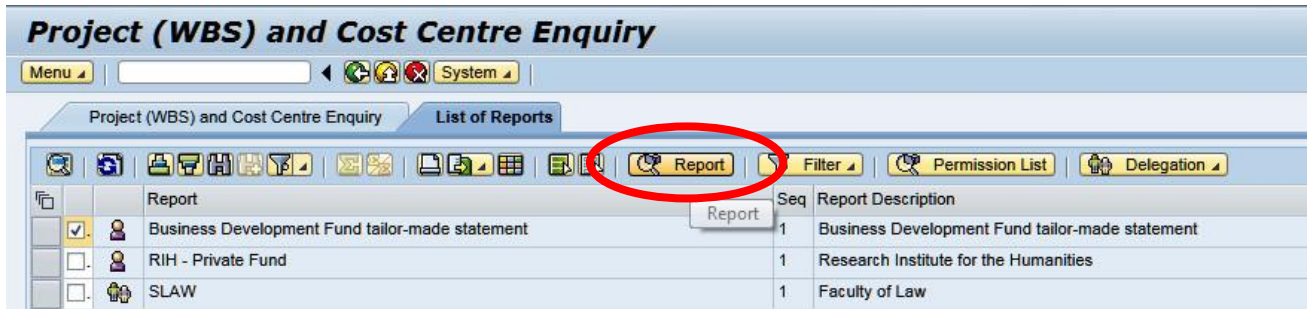 Project (WBS) and Cost Centre Enquiry
Menu System
Project (WBS) and Cost Centre Enquiry List of Reports
Report Filter Permission List Delegation
Report Seq Report Description
Report
Business Development Fund tailor-made statement 1 Business Development Fund tailor-made statement
RIH - Private Fund 1 Research Institute for the Humanities
SLAW 1 Faculty of Law